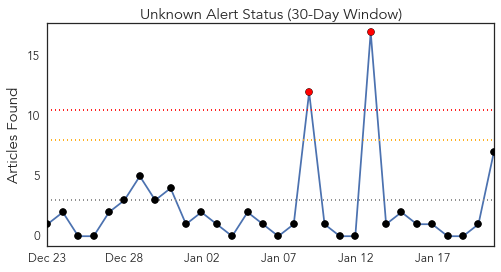 Unknown Alert Status (30-Day Window)
Articles Found
15
10
5
0
Dec 23
Dec 28
Jan 02
Jan 07
Jan 12
Jan 17